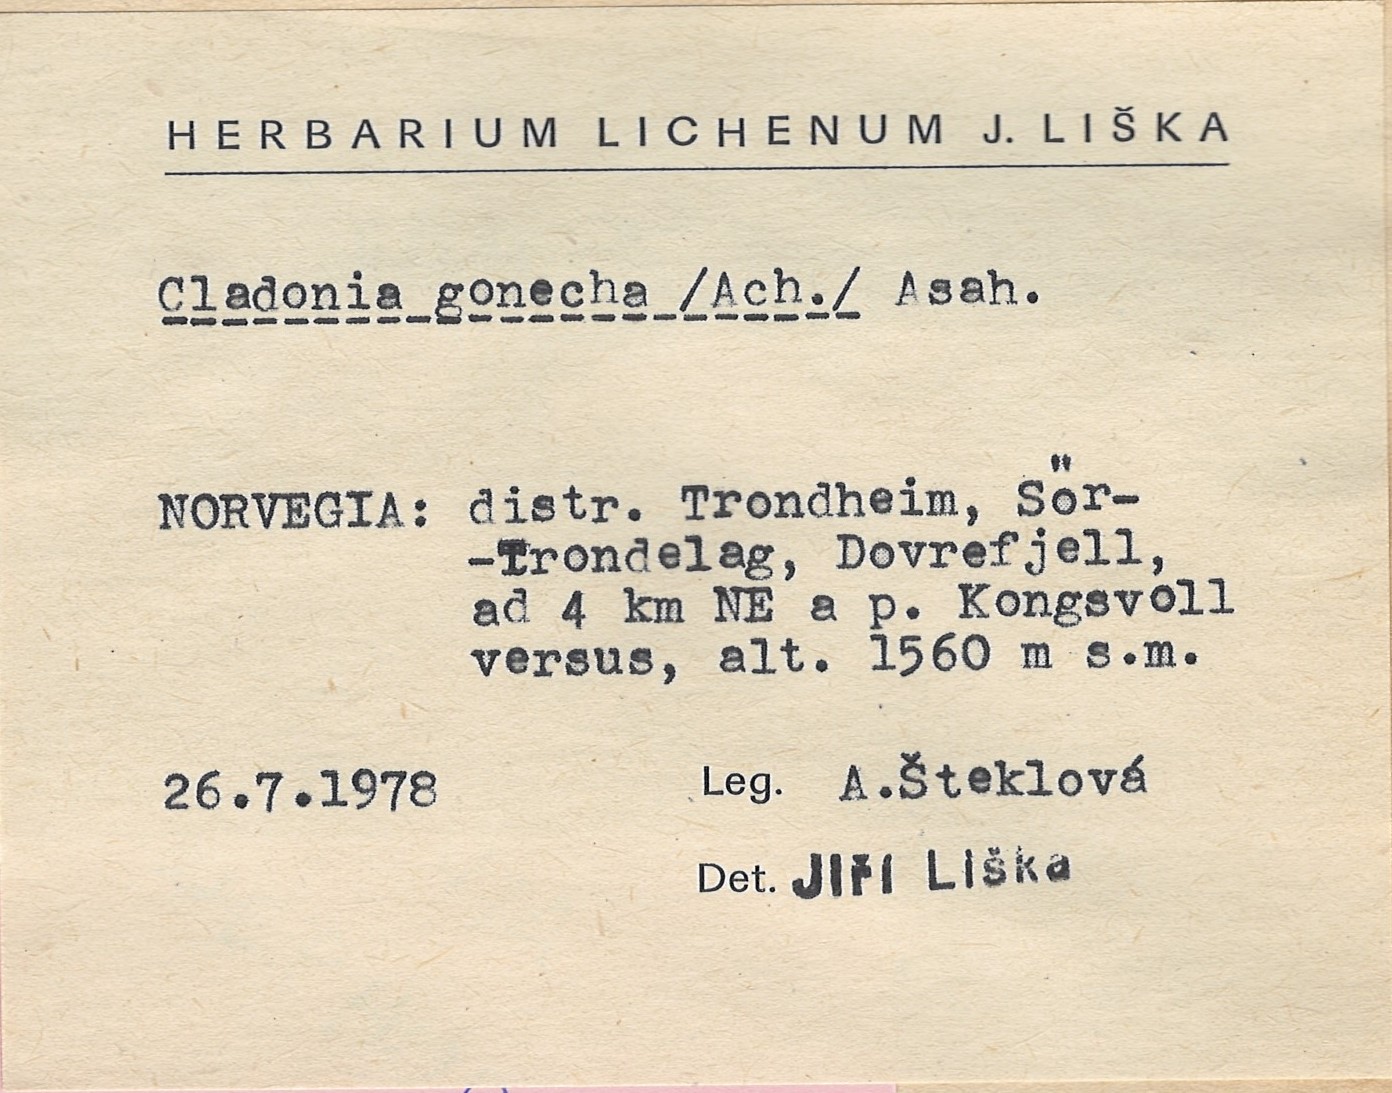 HERBARIUM LICHENUM J. LIŠKA
Cladonia gonecha /Ach./ Asah.
NORVEGIA: distr. Trondheim, Sör-
-Trondelag, Dovrefjell,
ad 4 km NE a p. Kongsvoll
versus, alt. 1560 m s.m.
26.7.1978 Leg. A.Šteklová
Det. JIŘÍ LIška